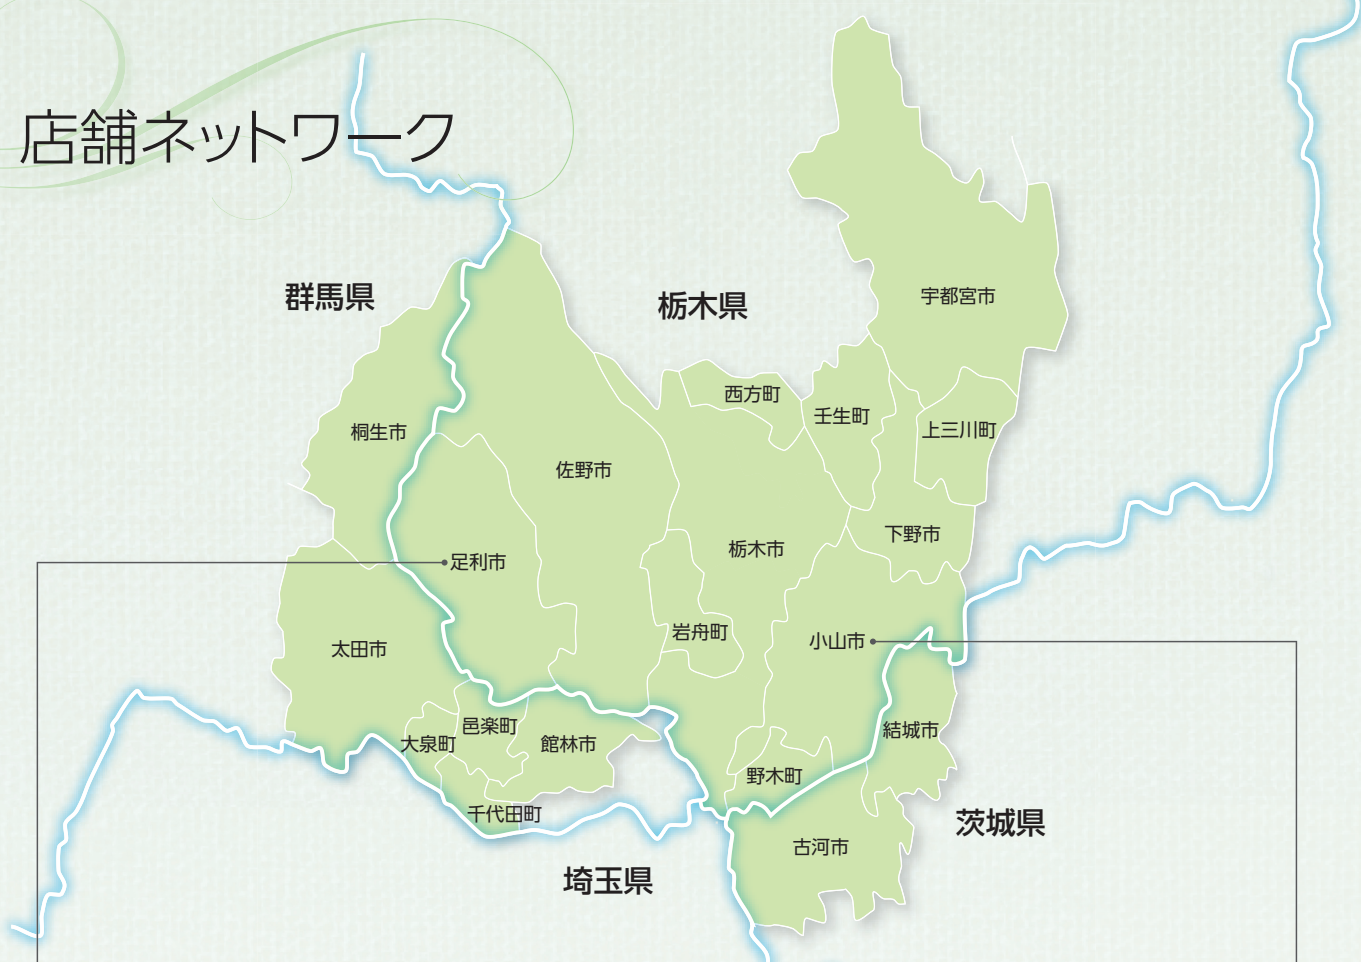 店舗ネットワーク
群馬県
栃木県
宇都宮市
西方町
壬生町
上三川町
桐生市
佐野市
下野市
栃木市
足利市
岩舟町
小山市
太田市
邑楽町
結城市
大泉町
館林市
野木町
千代田町
茨城県
古河市
埼玉県